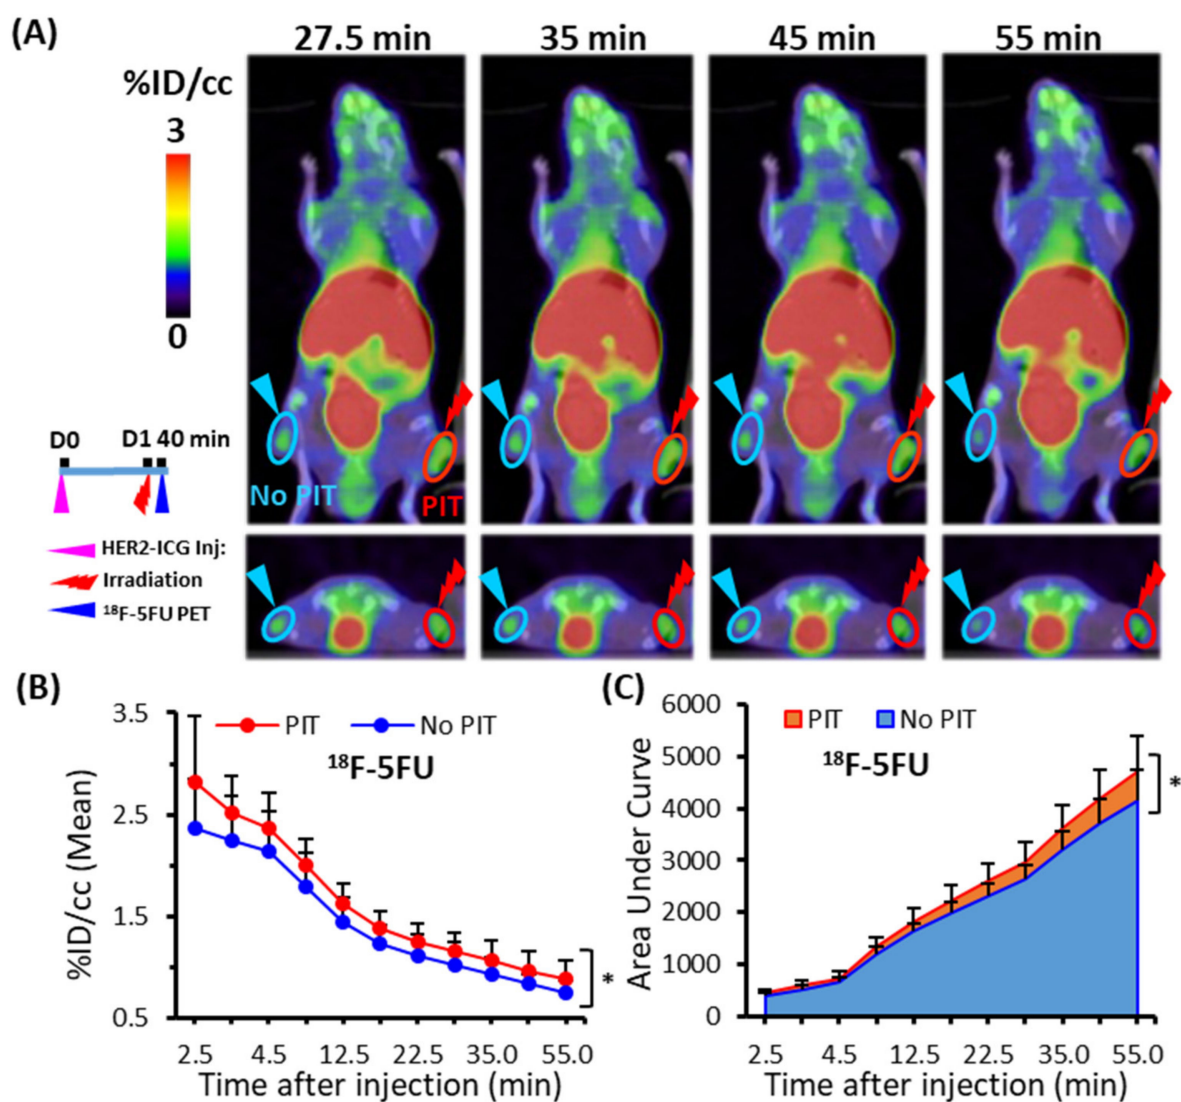 (A)
27.5 min 35 min 45 min 55 min
%ID/cc
3
0
D0 D1 40 min
No PIT PIT
HER2-ICG Inj:
Irradiation
¹⁸F-5FU PET
(B)
3.5
2.5
1.5
0.5
%ID/cc (Mean)
PIT No PIT
¹⁸F-5FU
*
2.5 4.5 12.5 22.5 35.0 55.0
Time after injection (min)
(C)
6000
5000
4000
3000
2000
1000
0
Area Under Curve
PIT No PIT
¹⁸F-5FU
*
2.5 4.5 12.5 22.5 35.0 55.0
Time after injection (min)